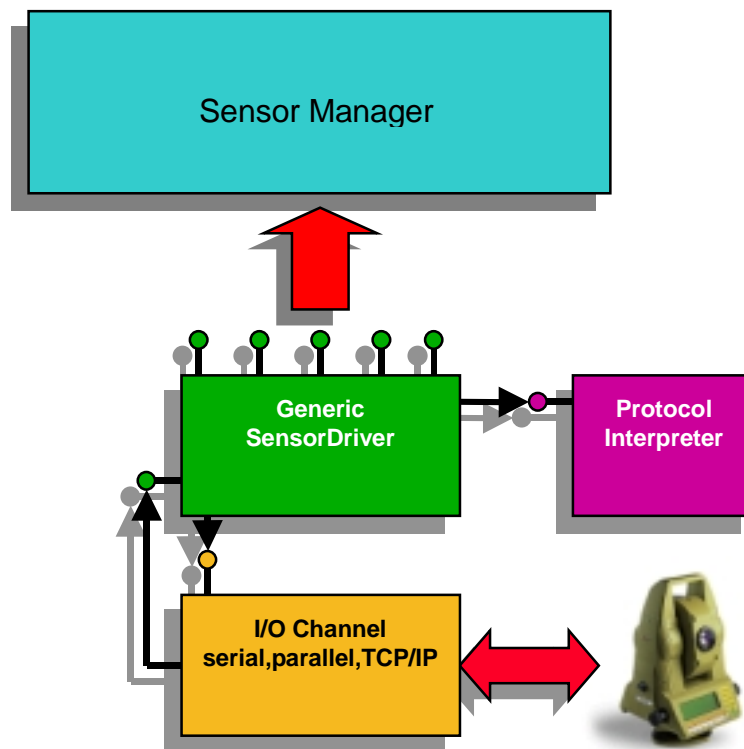 Sensor Manager
Generic
SensorDriver
Protocol
Interpreter
I/O Channel
serial,parallel,TCP/IP